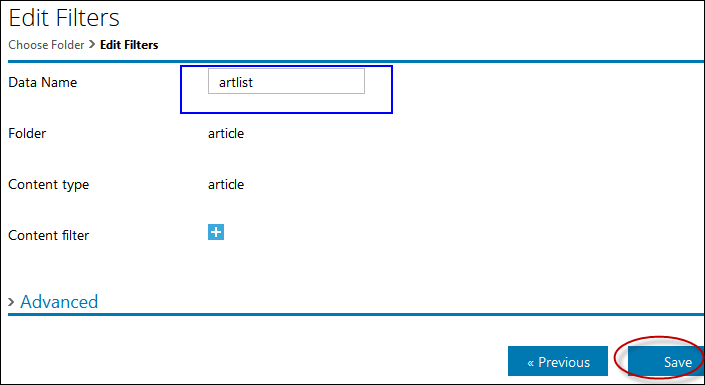 Edit Filters
Choose Folder > Edit Filters
Data Name artlist
Folder article
Content type article
Content filter
> Advanced
« Previous Save